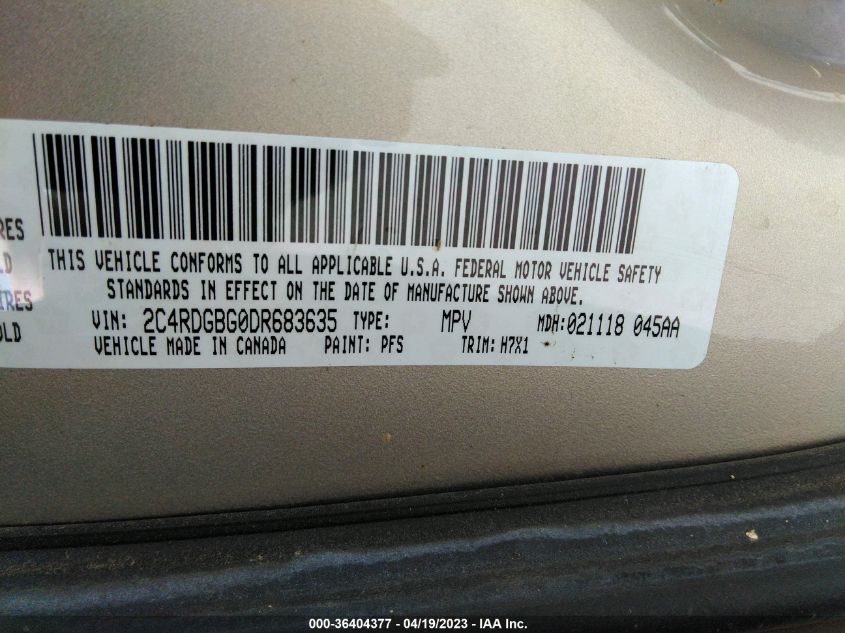 RES
LD
THIS VEHICLE CONFORMS TO ALL APPLICABLE U.S.A. FEDERAL MOTOR VEHICLE SAFETY
IRES
STANDARDS IN EFFECT ON THE DATE OF MANUFACTURE SHOWN ABOVE.
OLD
VIN: 2C4RDGBG0DR683635 TYPE: MPV MDH:021118 045AA
VEHICLE MADE IN CANADA PAINT: PFS TRIM: H7X1
000-36404377 - 04/19/2023 - IAA Inc.